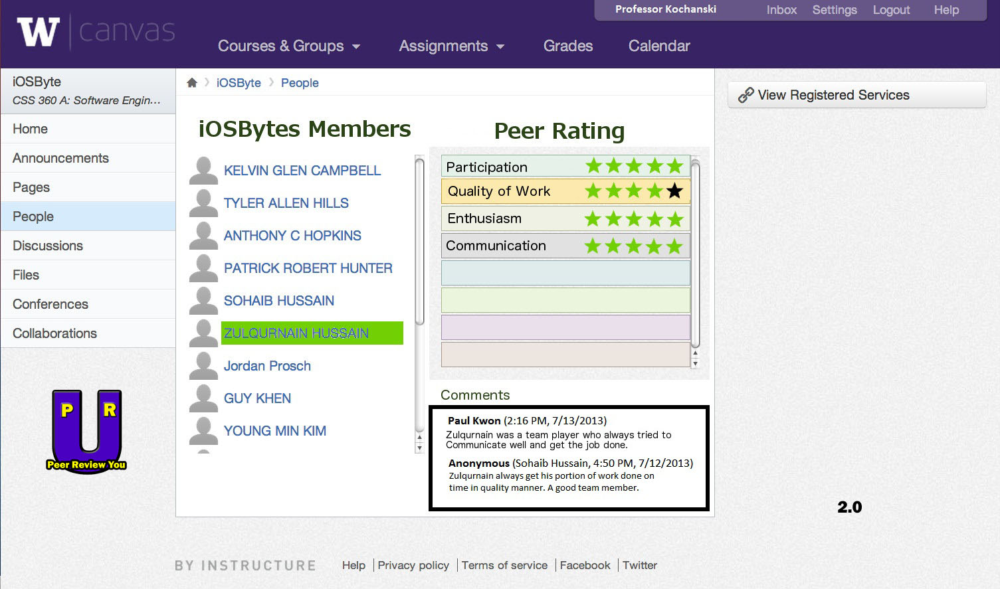 Professor Kochanski Inbox Settings Logout Help
W canvas
Courses & Groups Assignments Grades Calendar
iOSByte
CSS 360 A: Software Engin...
Home
Announcements
Pages
People
Discussions
Files
Conferences
Collaborations
P R
Peer Review You
iOSByte People
iOSBytes Members
KELVIN GLEN CAMPBELL
TYLER ALLEN HILLS
ANTHONY C HOPKINS
PATRICK ROBERT HUNTER
SOHAIB HUSSAIN
ZULQURNAIN HUSSAIN
Jordan Prosch
GUY KHEN
YOUNG MIN KIM
Peer Rating
Participation
Quality of Work
Enthusiasm
Communication
Comments
Paul Kwon (2:16 PM, 7/13/2013)
Zulqurnain was a team player who always tried to
Communicate well and get the job done.
Anonymous (Sohaib Hussain, 4:50 PM, 7/12/2013)
Zulqurnain always get his portion of work done on
time in quality manner. A good team member.
View Registered Services
2.0
BY INSTRUCTURE Help Privacy policy Terms of service Facebook Twitter